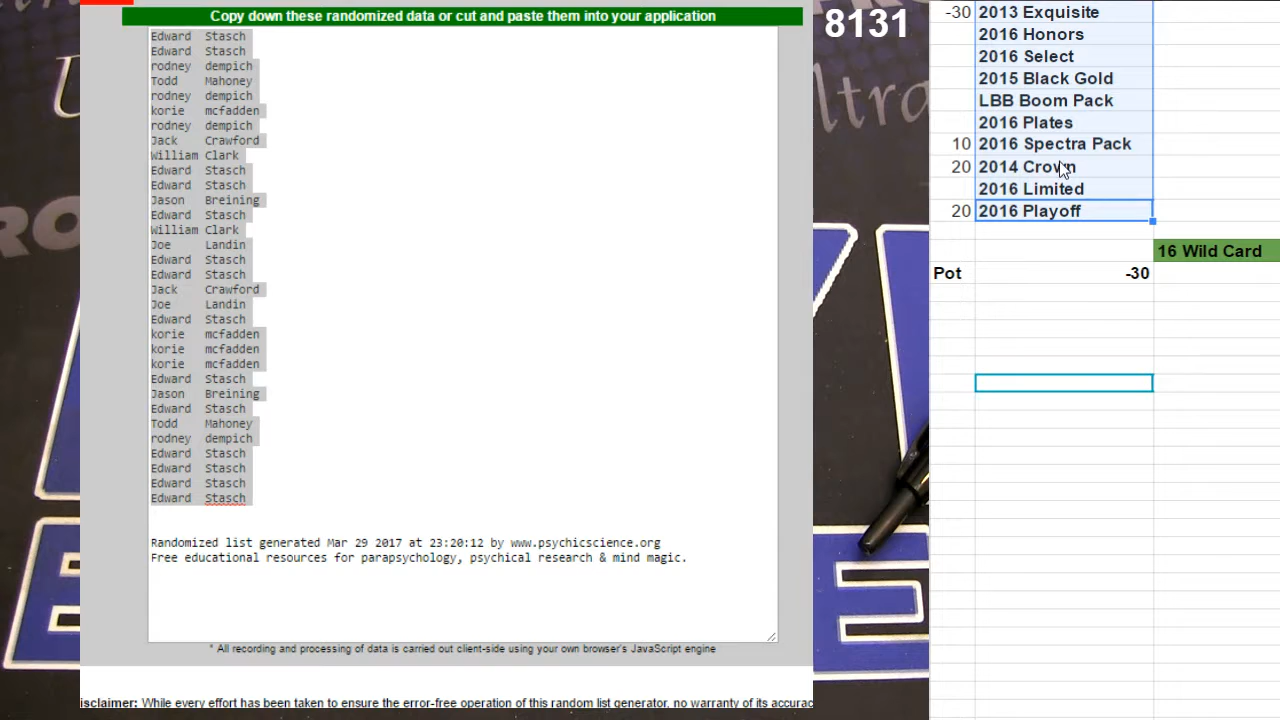 Copy down these randomized data or cut and paste them into your application
Edward Stasch
Edward Stasch
rodney dempich
Todd Mahoney
rodney dempich
korie mcfadden
rodney dempich
Jack Crawford
William Clark
Edward Stasch
Edward Stasch
Jason Breining
Edward Stasch
William Clark
Joe Landin
Edward Stasch
Edward Stasch
Jack Crawford
Joe Landin
Edward Stasch
korie mcfadden
korie mcfadden
korie mcfadden
Edward Stasch
Jason Breining
Edward Stasch
Todd Mahoney
rodney dempich
Edward Stasch
Edward Stasch
Edward Stasch
Edward Stasch
Randomized list generated Mar 29 2017 at 23:20:12 by www.psychicscience.org
Free educational resources for parapsychology, psychical research & mind magic.
* All recording and processing of data is carried out client-side using your own browser's JavaScript engine
isclaimer: While every effort has been taken to ensure the error-free operation of this random list generator, no warranty of its accurac
8131
-30 2013 Exquisite
2016 Honors
2016 Select
2015 Black Gold
LBB Boom Pack
2016 Plates
10 2016 Spectra Pack
20 2014 Crown
2016 Limited
20 2016 Playoff
16 Wild Card
Pot -30